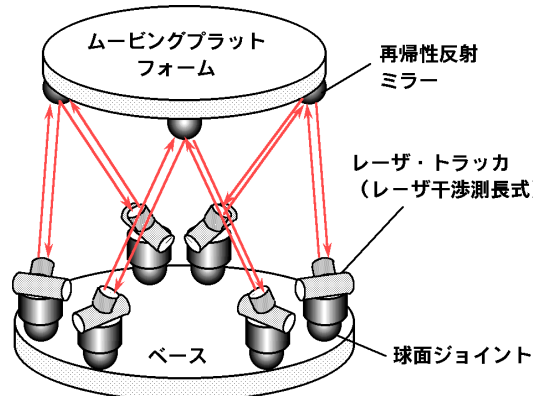 ムービングプラット
フォーム
再帰性反射
ミラー
レーザ・トラッカ
（レーザ干渉測長式）
ベース
球面ジョイント